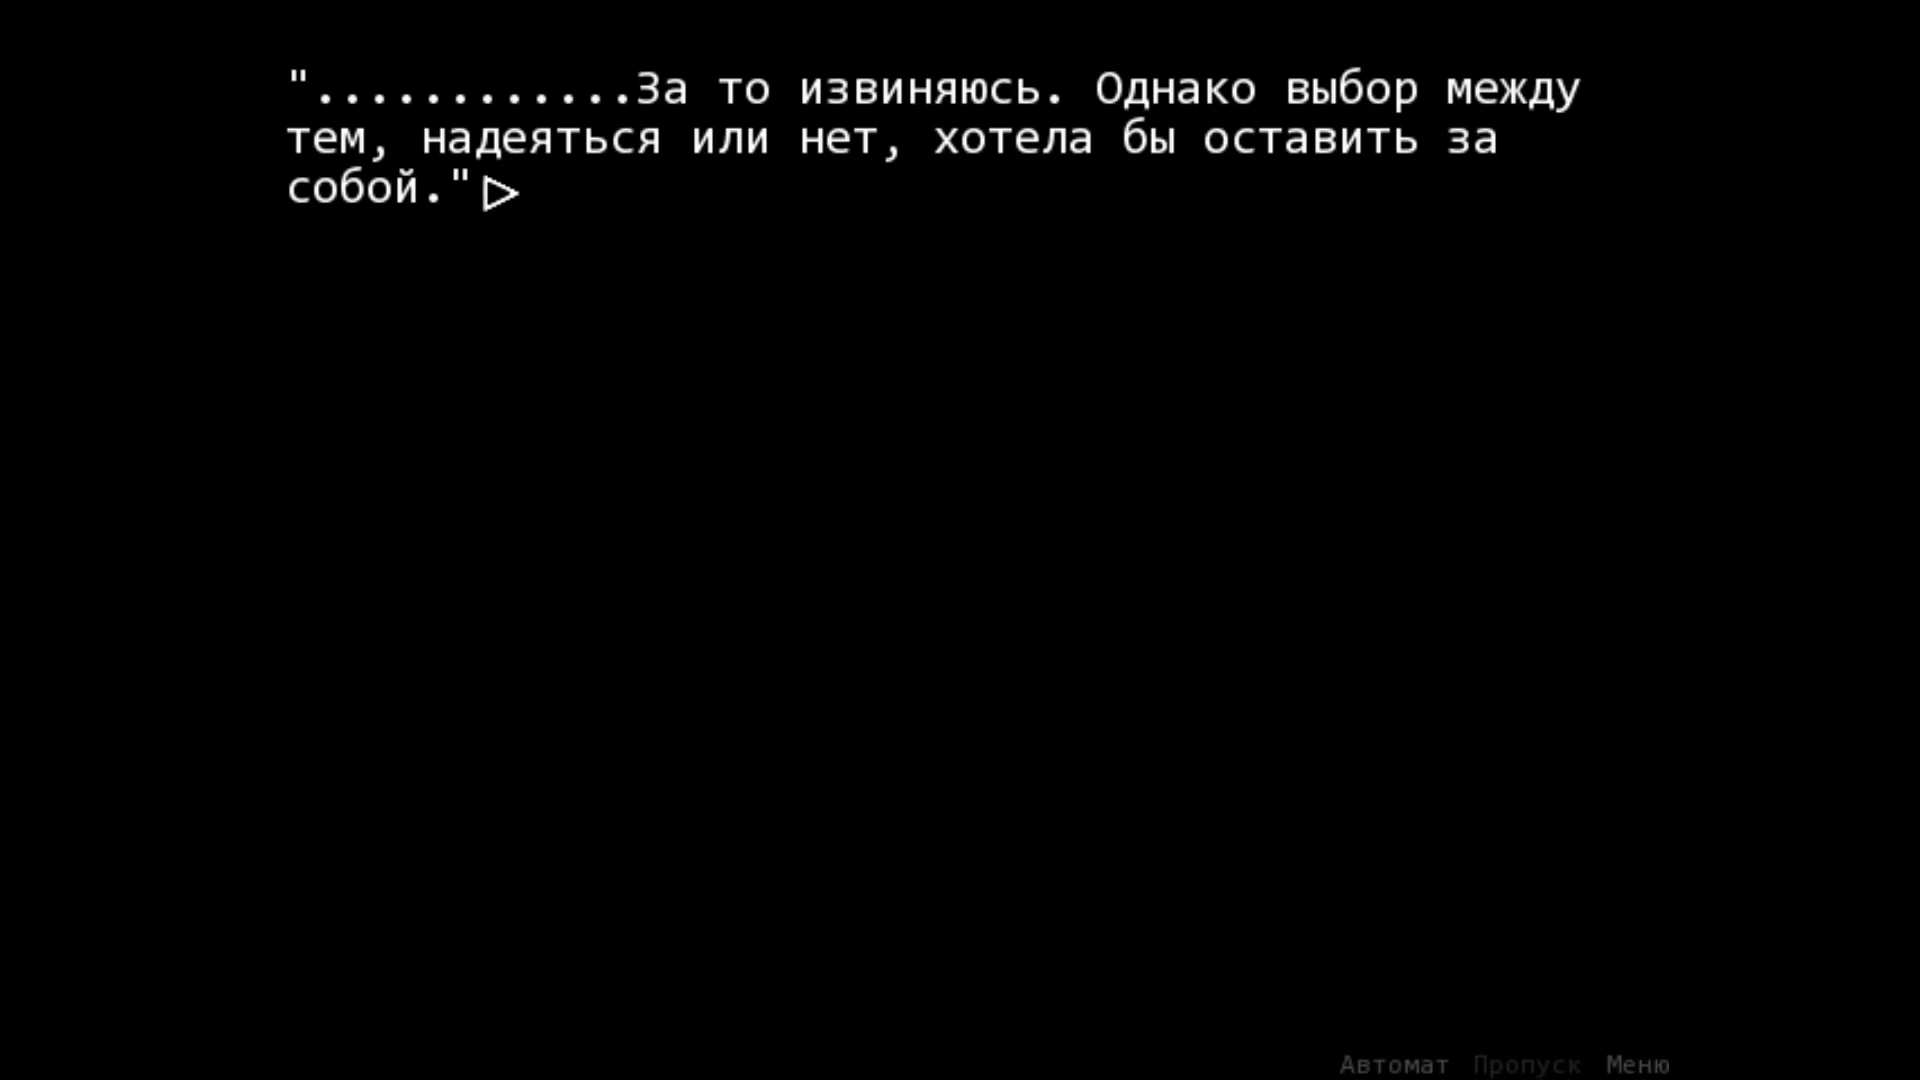 "............За то извиняюсь. Однако выбор между
тем, надеяться или нет, хотела бы оставить за
собой."
Автомат Пропуск Меню